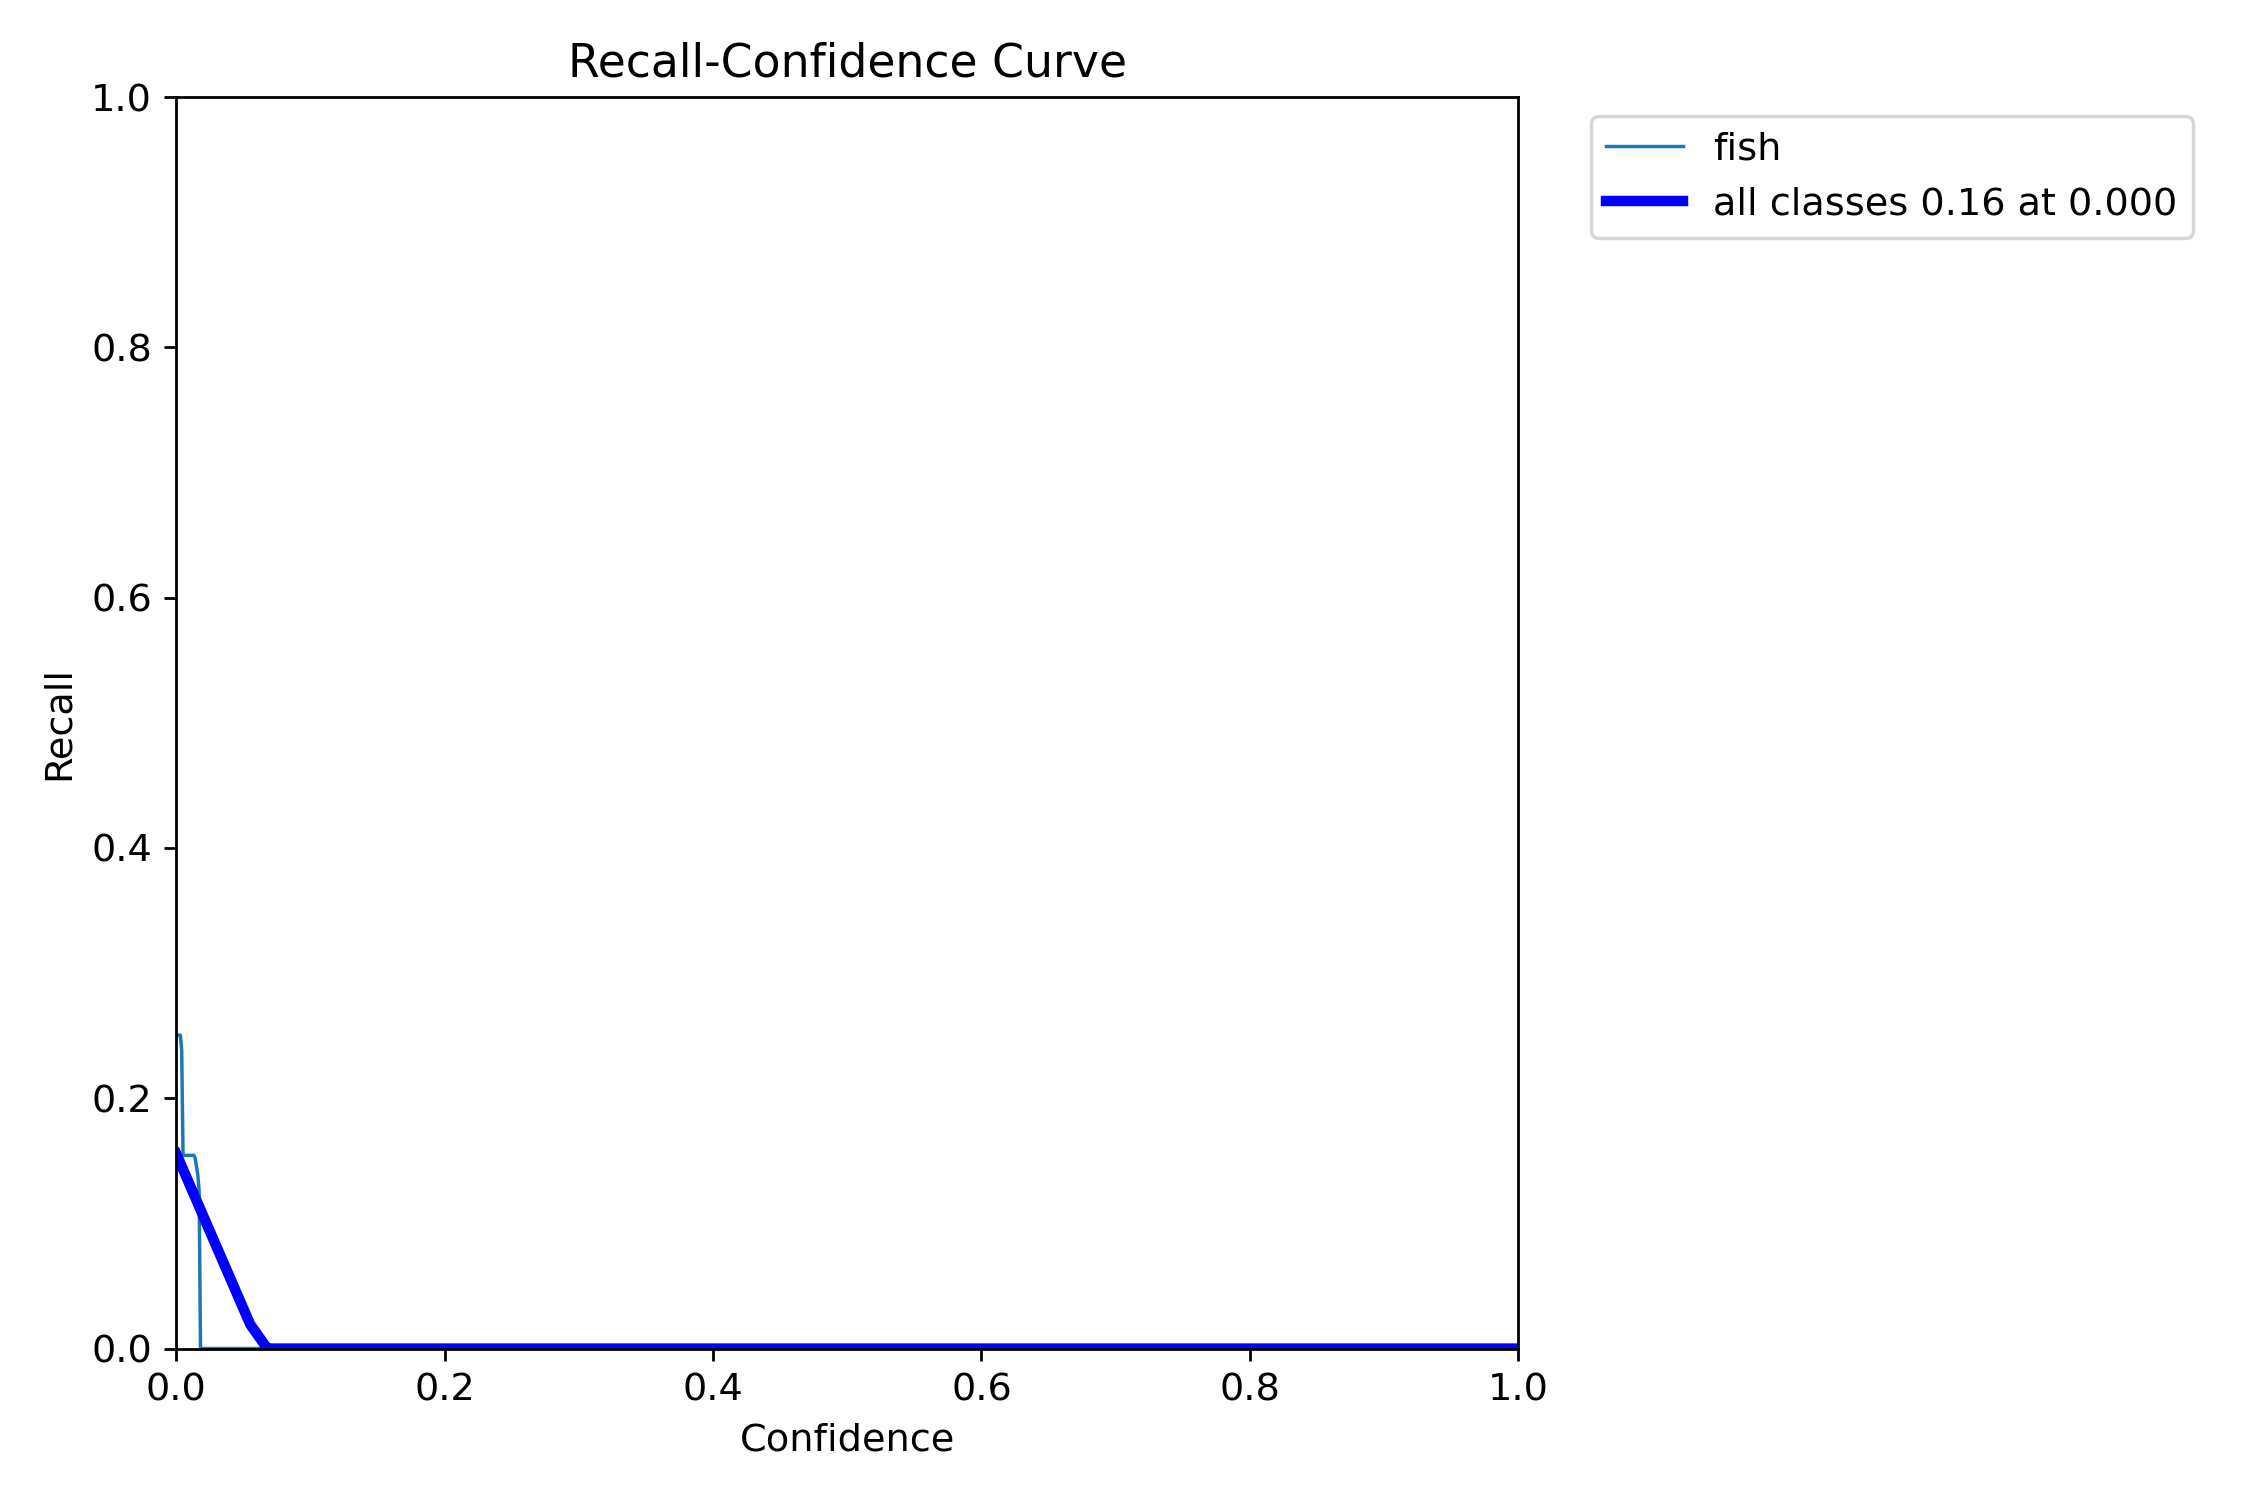 Recall-Confidence Curve
1.0
0.8
0.6
0.4
0.2
0.0
Recall
0.0 0.2 0.4 0.6 0.8 1.0
Confidence
fish
all classes 0.16 at 0.000